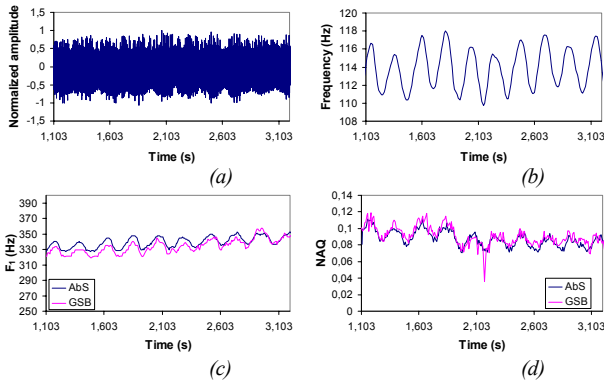 Normalized amplitude
1,5
1
0,5
0
-0,5
-1
-1,5
1,103 1,603 2,103 2,603 3,103
Time (s)
(a)
Frequency (Hz)
120
118
116
114
112
110
108
1,103 1,603 2,103 2,603 3,103
Time (s)
(b)
F1 (Hz)
390
370
350
330
310
290
270
250
AbS
GSB
1,103 1,603 2,103 2,603 3,103
Time (s)
(c)
NAQ
0,14
0,12
0,1
0,08
0,06
0,04
0,02
0
AbS
GSB
1,103 1,603 2,103 2,603 3,103
Time (s)
(d)